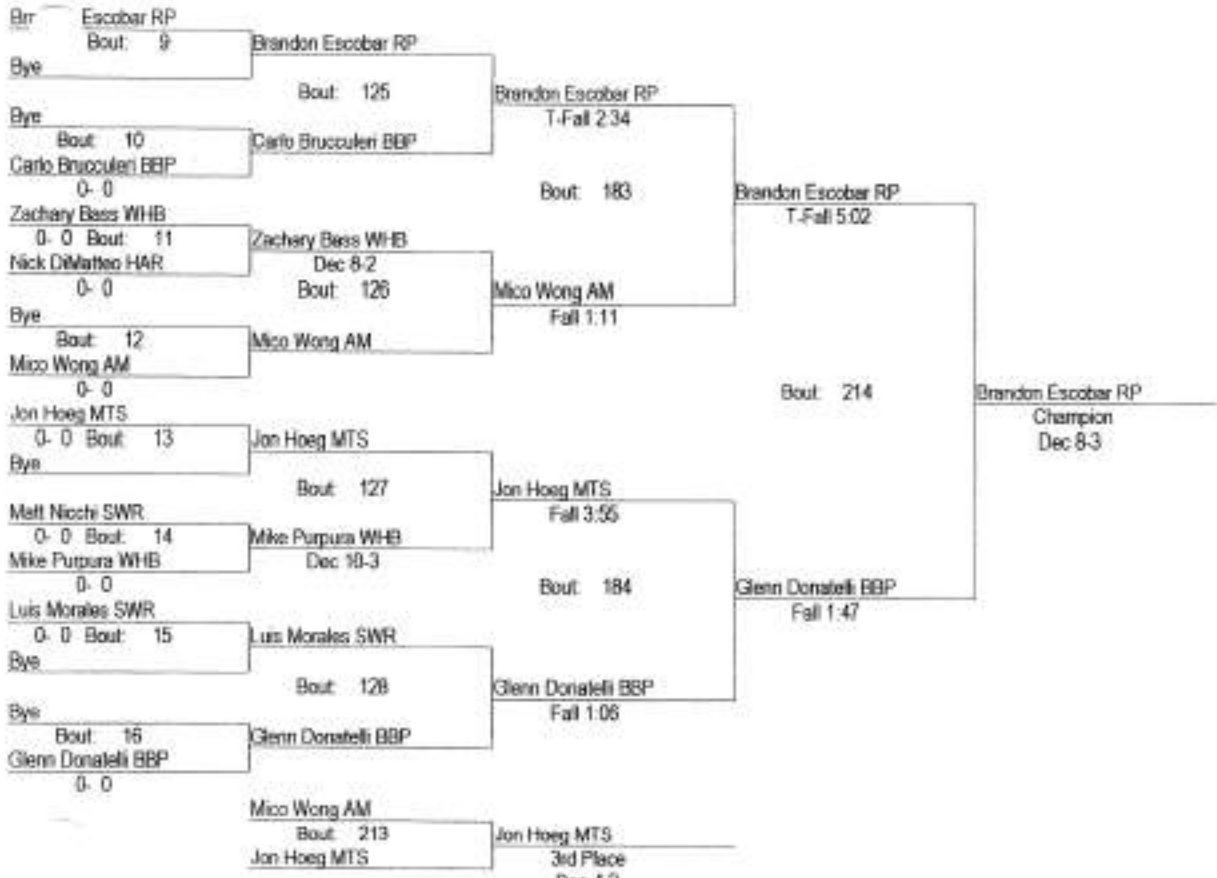 Escobar RP
Bout: 9
Bye
Bye
Bout: 10
Carlo Brucculeri BBP
0- 0
Zachary Bass WHB
0- 0 Bout: 11
Nick DiMatteo HAR
0- 0
Bye
Bout: 12
Mico Wong AM
0- 0
Jon Hoeg MTS
0- 0 Bout: 13
Bye
Matt Nicchi SWR
0- 0 Bout: 14
Mike Purpura WHB
0- 0
Luis Morales SWR
0- 0 Bout: 15
Bye
Bye
Bout: 16
Glenn Donatelli BBP
0- 0
Brandon Escobar RP
Bout: 125
Carlo Brucculeri BBP
Zachary Bass WHB
Dec 8-2
Bout: 126
Mico Wong AM
Jon Hoeg MTS
Bout: 127
Mike Purpura WHB
Dec 10-3
Luis Morales SWR
Bout: 128
Glenn Donatelli BBP
Brandon Escobar RP
T-Fall 2:34
Bout: 183
Mico Wong AM
Fall 1:11
Jon Hoeg MTS
Fall 3:55
Bout: 184
Glenn Donatelli BBP
Fall 1:06
Brandon Escobar RP
T-Fall 5:02
Bout: 214
Glenn Donatelli BBP
Fall 1:47
Brandon Escobar RP
Champion
Dec 8-3
Mico Wong AM
Bout: 213
Jon Hoeg MTS
Jon Hoeg MTS
3rd Place